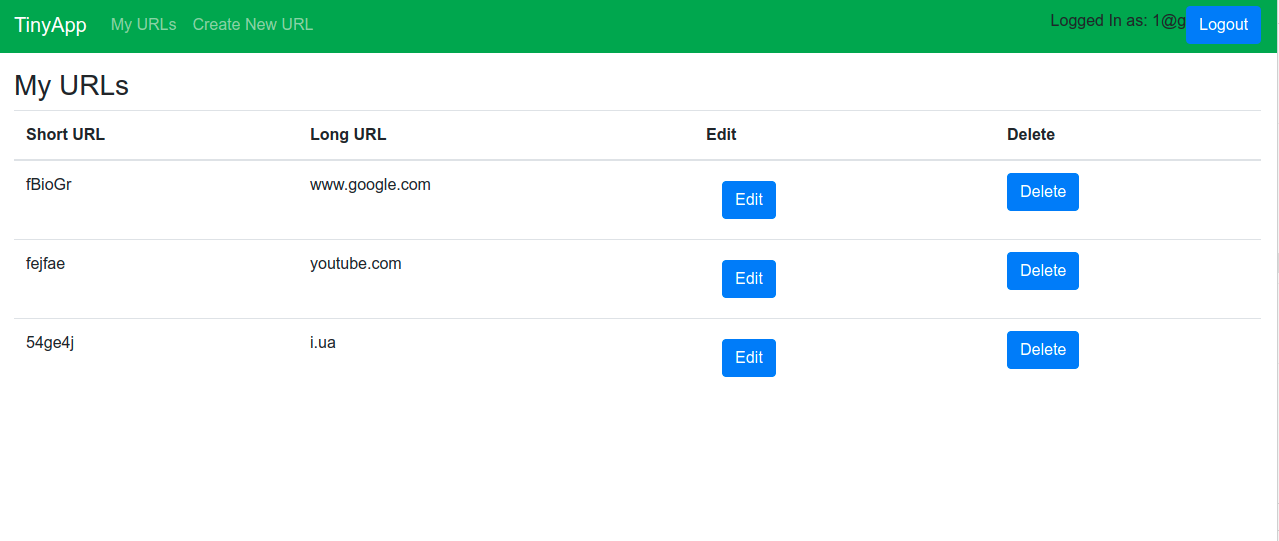 TinyApp My URLs Create New URL Logged In as: 1@g Logout
My URLs
Short URL Long URL Edit Delete
fBioGr www.google.com Edit Delete
fejfae youtube.com Edit Delete
54ge4j i.ua Edit Delete